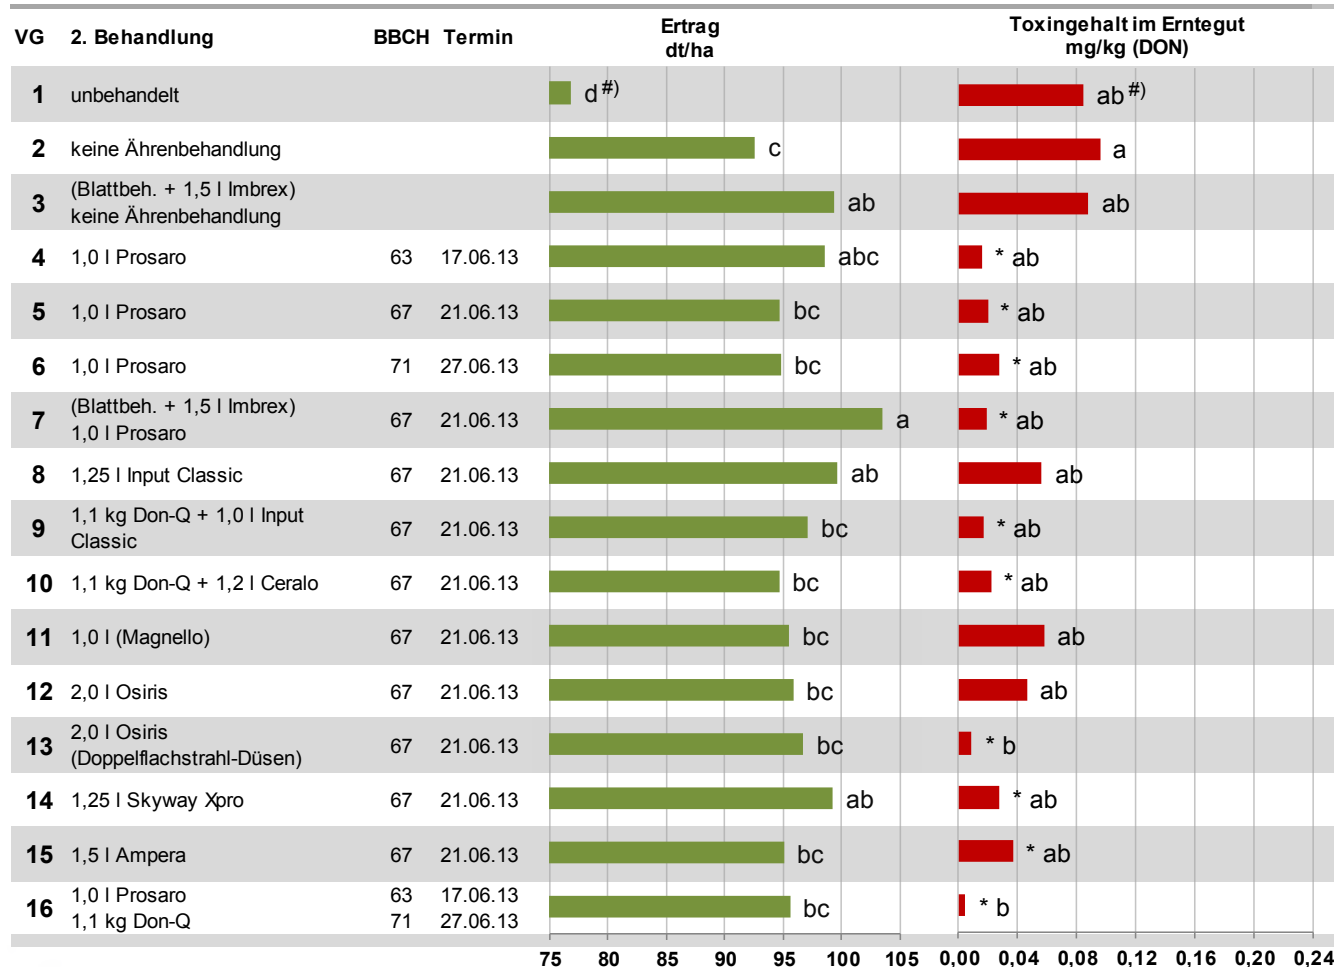 VG 2. Behandlung BBCH Termin Ertrag dt/ha Toxingehalt im Erntegut mg/kg (DON)
1 unbehandelt d#) ab#)
2 keine Ährenbehandlung c a
3 (Blattbeh. + 1,5 l Imbrex) keine Ährenbehandlung ab ab
4 1,0 l Prosaro 63 17.06.13 abc * ab
5 1,0 l Prosaro 67 21.06.13 bc * ab
6 1,0 l Prosaro 71 27.06.13 bc * ab
7 (Blattbeh. + 1,5 l Imbrex) 1,0 l Prosaro 67 21.06.13 a * ab
8 1,25 l Input Classic 67 21.06.13 ab ab
9 1,1 kg Don-Q + 1,0 l Input Classic 67 21.06.13 bc * ab
10 1,1 kg Don-Q + 1,2 l Ceralo 67 21.06.13 bc * ab
11 1,0 l (Magnello) 67 21.06.13 bc ab
12 2,0 l Osiris 67 21.06.13 bc ab
13 2,0 l Osiris (Doppelflachstrahl-Düsen) 67 21.06.13 bc * b
14 1,25 l Skyway Xpro 67 21.06.13 ab * ab
15 1,5 l Ampera 67 21.06.13 bc * ab
16 1,0 l Prosaro 63 17.06.13
1,1 kg Don-Q 71 27.06.13 bc * b
75 80 85 90 95 100 105 0,00 0,04 0,08 0,12 0,16 0,20 0,24